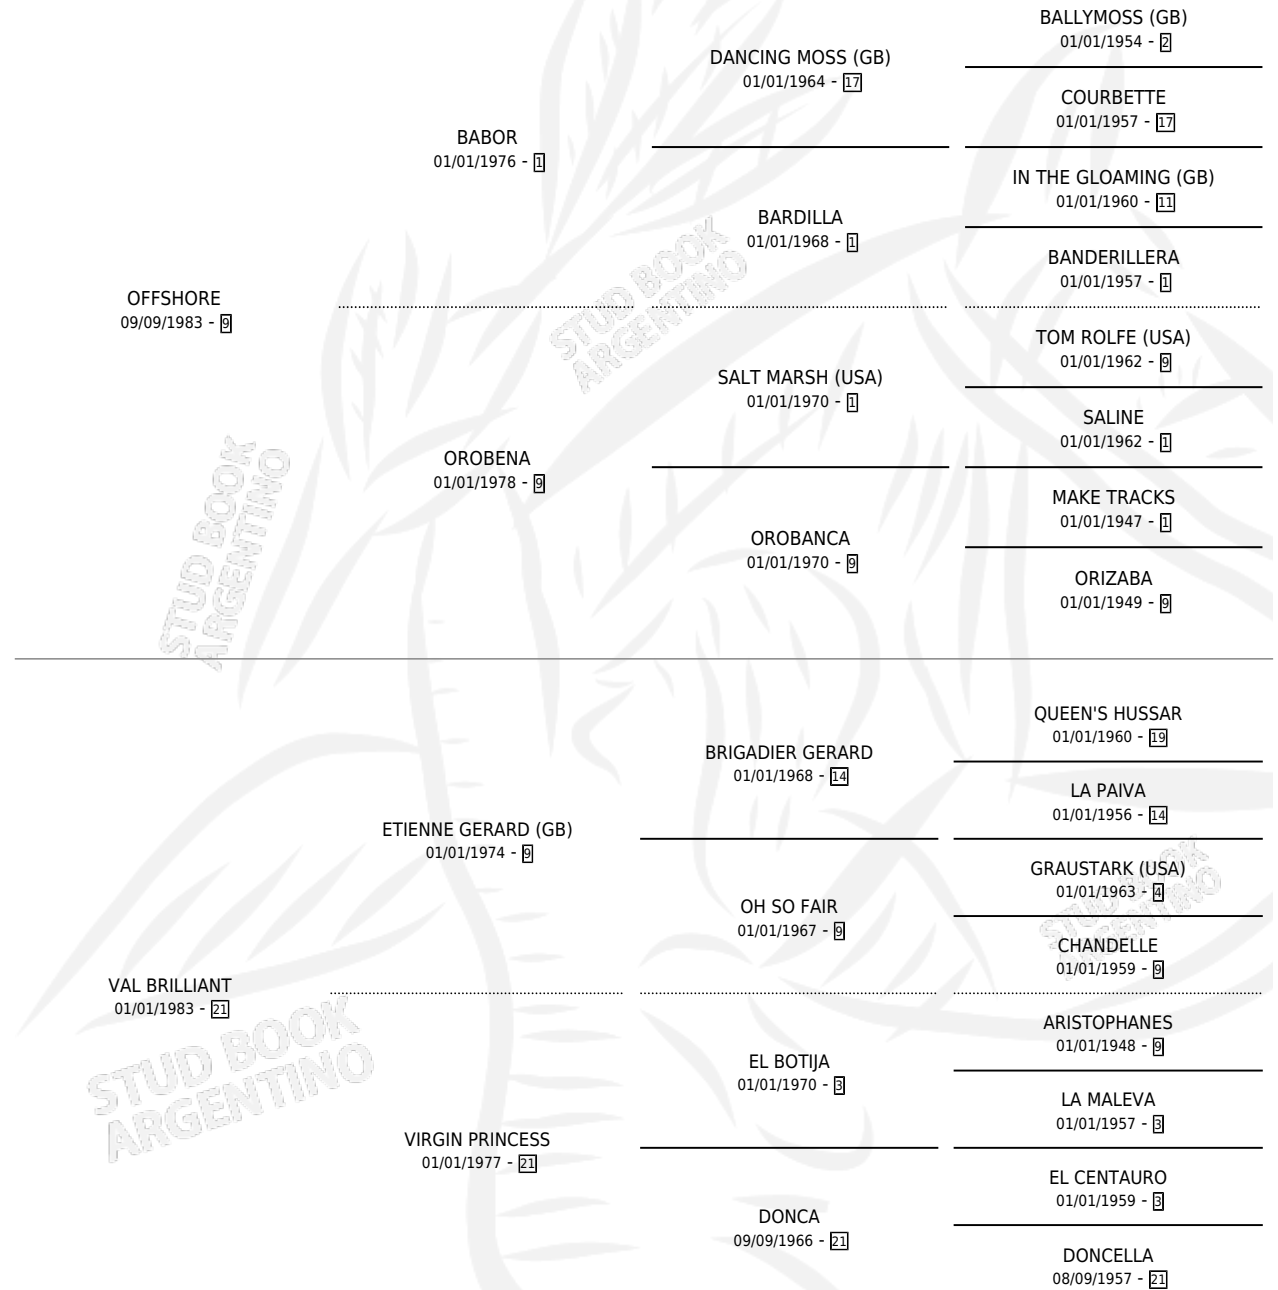 BALLYMOSS (GB)
01/01/1954 - 2
DANCING MOSS (GB)
01/01/1964 - 17
COURBETTE
01/01/1957 - 17
BABOR
01/01/1976 - 1
IN THE GLOAMING (GB)
01/01/1960 - 11
BARDILLA
01/01/1968 - 1
BANDERILLERA
01/01/1957 - 1
OFFSHORE
09/09/1983 - 9
TOM ROLFE (USA)
01/01/1962 - 9
SALT MARSH (USA)
01/01/1970 - 1
SALINE
01/01/1962 - 1
OROBENA
01/01/1978 - 9
MAKE TRACKS
01/01/1947 - 1
OROBANCA
01/01/1970 - 9
ORIZABA
01/01/1949 - 9
STUD BOOK
ARGENTINO
STUD BOOK
ARGENTINO
QUEEN'S HUSSAR
01/01/1960 - 19
BRIGADIER GERARD
01/01/1968 - 14
LA PAIVA
01/01/1956 - 14
ETIENNE GERARD (GB)
01/01/1974 - 9
GRAUSTARK (USA)
01/01/1963 - 4
OH SO FAIR
01/01/1967 - 9
CHANDELLE
01/01/1959 - 9
VAL BRILLIANT
01/01/1983 - 21
ARISTOPHANES
01/01/1948 - 9
EL BOTIJA
01/01/1970 - 3
LA MALEVA
01/01/1957 - 3
VIRGIN PRINCESS
01/01/1977 - 21
EL CENTAURO
01/01/1959 - 3
DONCA
09/09/1966 - 21
DONCELLA
08/09/1957 - 21
STUD BOOK
ARGENTINO
STUD BOOK
ARGENTINO